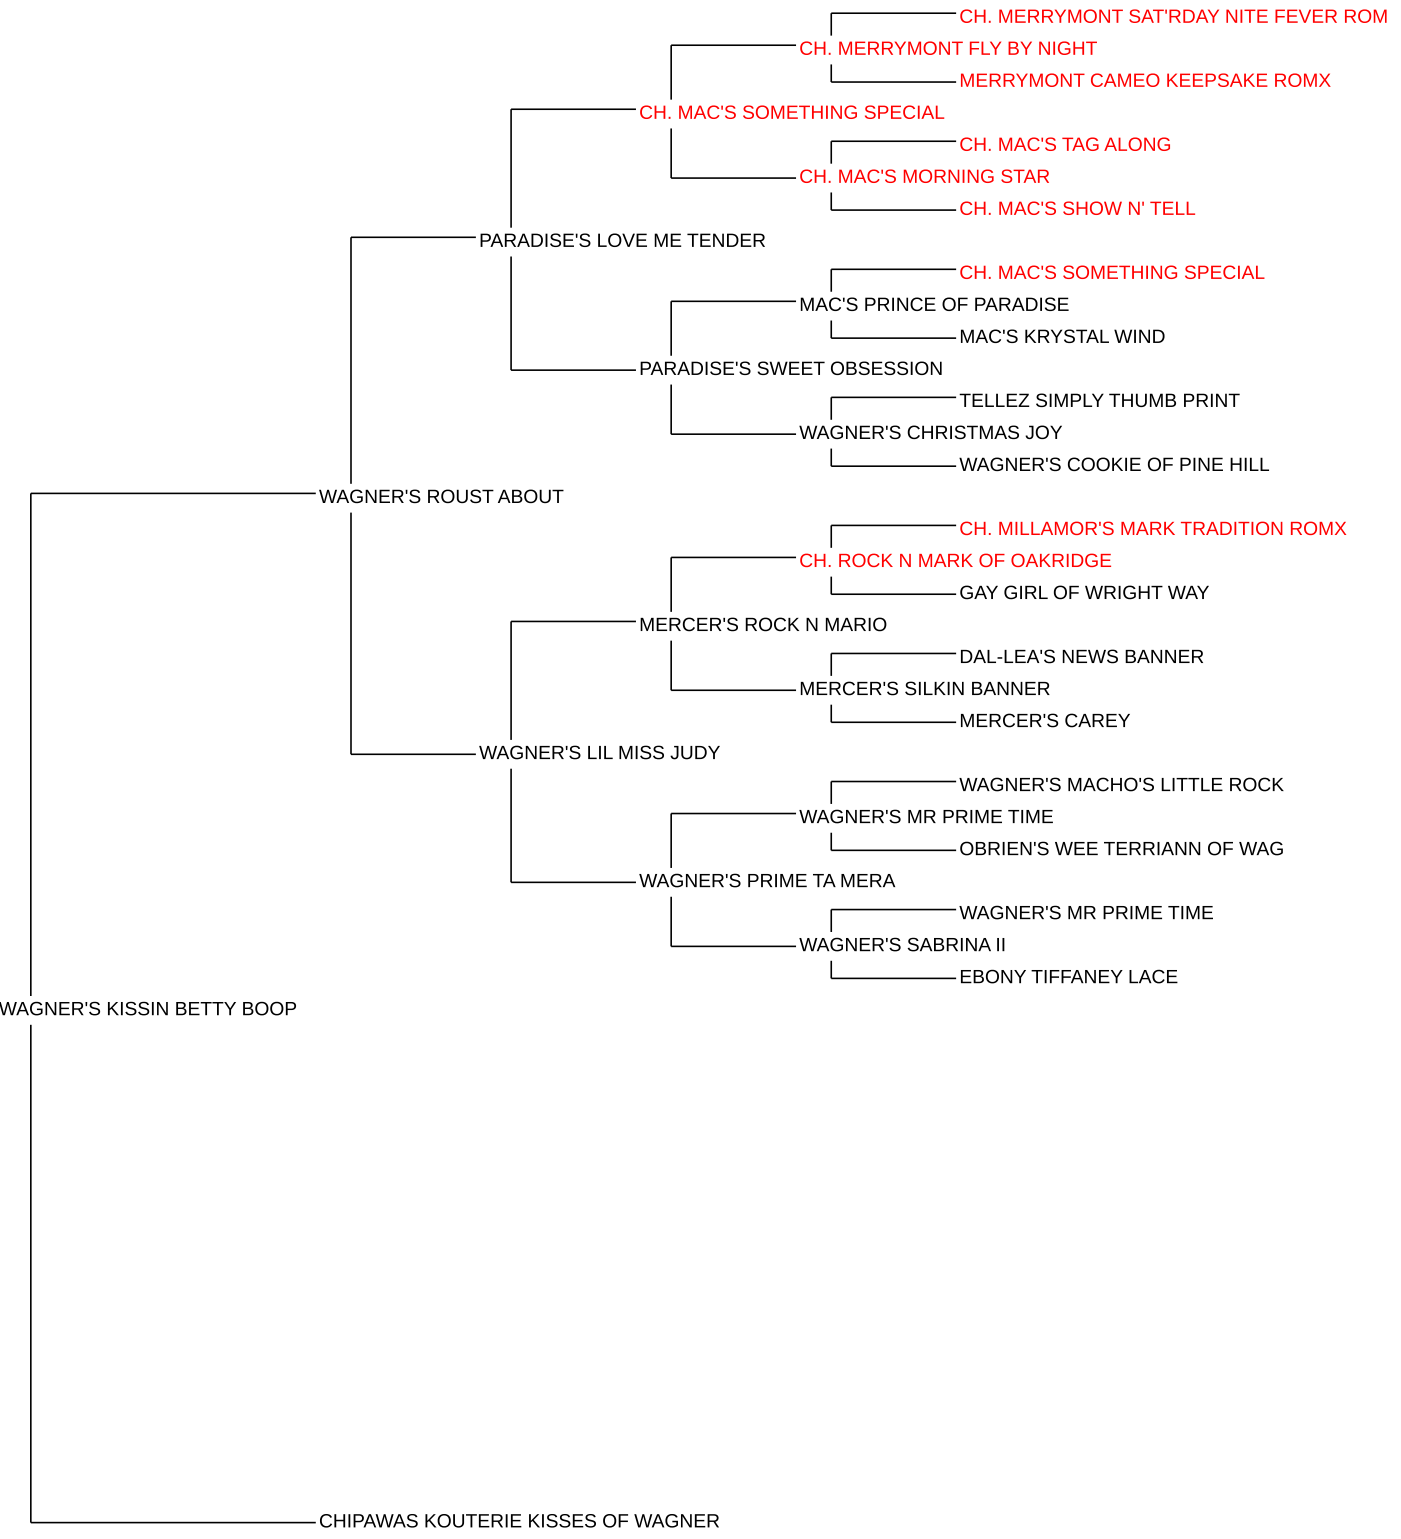 CH. MERRYMONT SAT'RDAY NITE FEVER ROM
CH. MERRYMONT FLY BY NIGHT
MERRYMONT CAMEO KEEPSAKE ROMX
CH. MAC'S SOMETHING SPECIAL
CH. MAC'S TAG ALONG
CH. MAC'S MORNING STAR
CH. MAC'S SHOW N' TELL
PARADISE'S LOVE ME TENDER
CH. MAC'S SOMETHING SPECIAL
MAC'S PRINCE OF PARADISE
MAC'S KRYSTAL WIND
PARADISE'S SWEET OBSESSION
TELLEZ SIMPLY THUMB PRINT
WAGNER'S CHRISTMAS JOY
WAGNER'S COOKIE OF PINE HILL
WAGNER'S ROUST ABOUT
CH. MILLAMOR'S MARK TRADITION ROMX
CH. ROCK N MARK OF OAKRIDGE
GAY GIRL OF WRIGHT WAY
MERCER'S ROCK N MARIO
DAL-LEA'S NEWS BANNER
MERCER'S SILKIN BANNER
MERCER'S CAREY
WAGNER'S LIL MISS JUDY
WAGNER'S MACHO'S LITTLE ROCK
WAGNER'S MR PRIME TIME
OBRIEN'S WEE TERRIANN OF WAG
WAGNER'S PRIME TA MERA
WAGNER'S MR PRIME TIME
WAGNER'S SABRINA II
EBONY TIFFANEY LACE
WAGNER'S KISSIN BETTY BOOP
CHIPAWAS KOUTERIE KISSES OF WAGNER